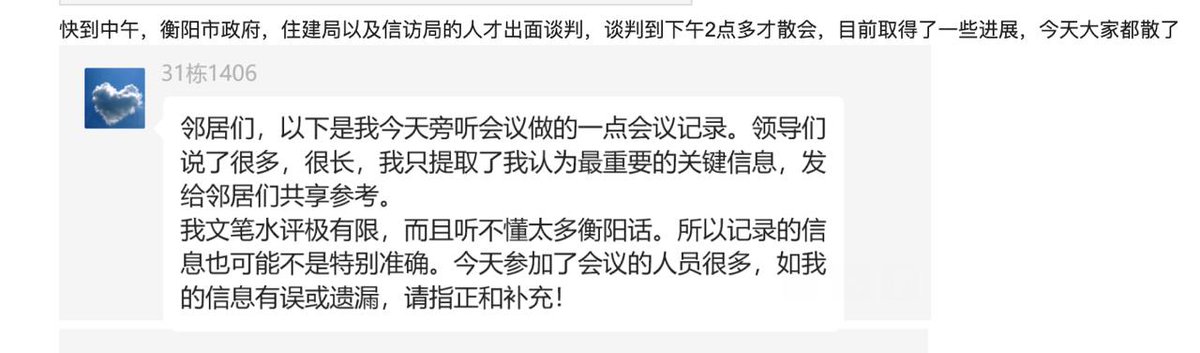 快到中午，衡阳市政府，住建局以及信访局的人才出面谈判，谈判到下午2点多才散会，目前取得了一些进展，今天大家都散了
31栋1406
邻居们，以下是我今天旁听会议做的一点会议记录。领导们
说了很多，很长，我只提取了我认为最重要的关键信息，发
给邻居们共享参考。
我文笔水评极有限，而且听不懂太多衡阳话。所以记录的信
息也可能不是特别准确。今天参加了会议的人员很多，如我
的信息有误或遗漏，请指正和补充！